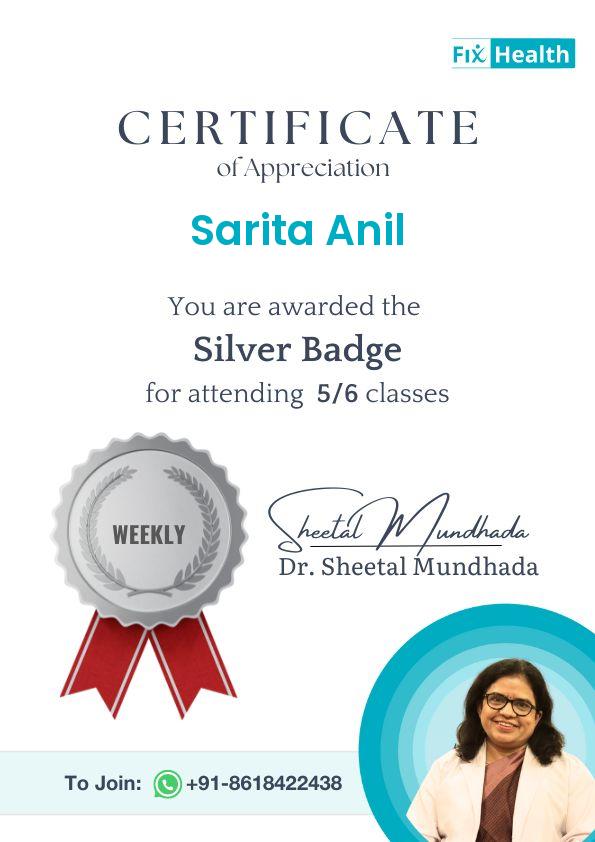 Fix Health
CERTIFICATE
of Appreciation
Sarita Anil
You are awarded the
Silver Badge
for attending 5/6 classes
WEEKLY
Sheetal Mundhada
Dr. Sheetal Mundhada
To Join: +91-8618422438